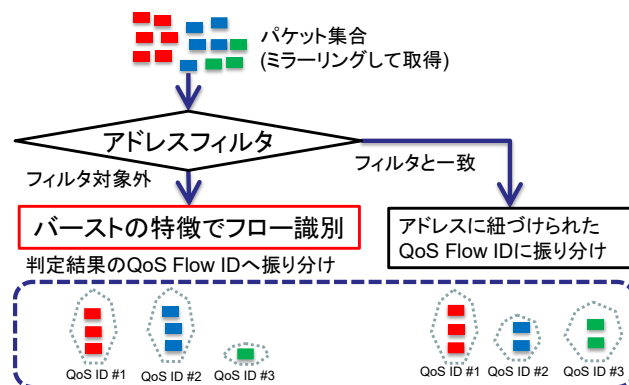 パケット集合
(ミラーリングして取得)
アドレスフィルタ
フィルタ対象外
フィルタと一致
バーストの特徴でフロー識別
アドレスに紐づけられた
QoS Flow IDに振り分け
判定結果のQoS Flow IDへ振り分け
QoS ID #1
QoS ID #2
QoS ID #3
QoS ID #1
QoS ID #2
QoS ID #3